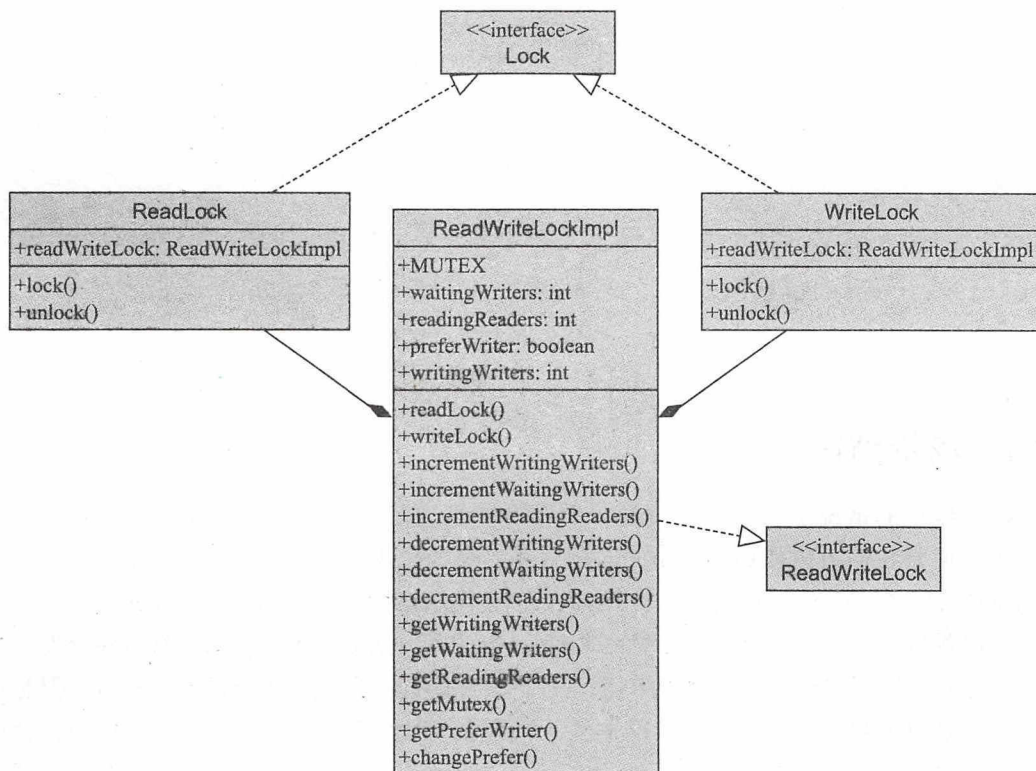 <<interface>>
Lock
ReadLock
+readWriteLock: ReadWriteLockImpl
+lock()
+unlock()
ReadWriteLockImpl
+MUTEX
+waitingWriters: int
+readingReaders: int
+preferWriter: boolean
+writingWriters: int
+readLock()
+writeLock()
+incrementWritingWriters()
+incrementWaitingWriters()
+incrementReadingReaders()
+decrementWritingWriters()
+decrementWaitingWriters()
+decrementReadingReaders()
+getWritingWriters()
+getWaitingWriters()
+getReadingReaders()
+getMutex()
+getPreferWriter()
+changePrefer()
WriteLock
+readWriteLock: ReadWriteLockImpl
+lock()
+unlock()
<<interface>>
ReadWriteLock